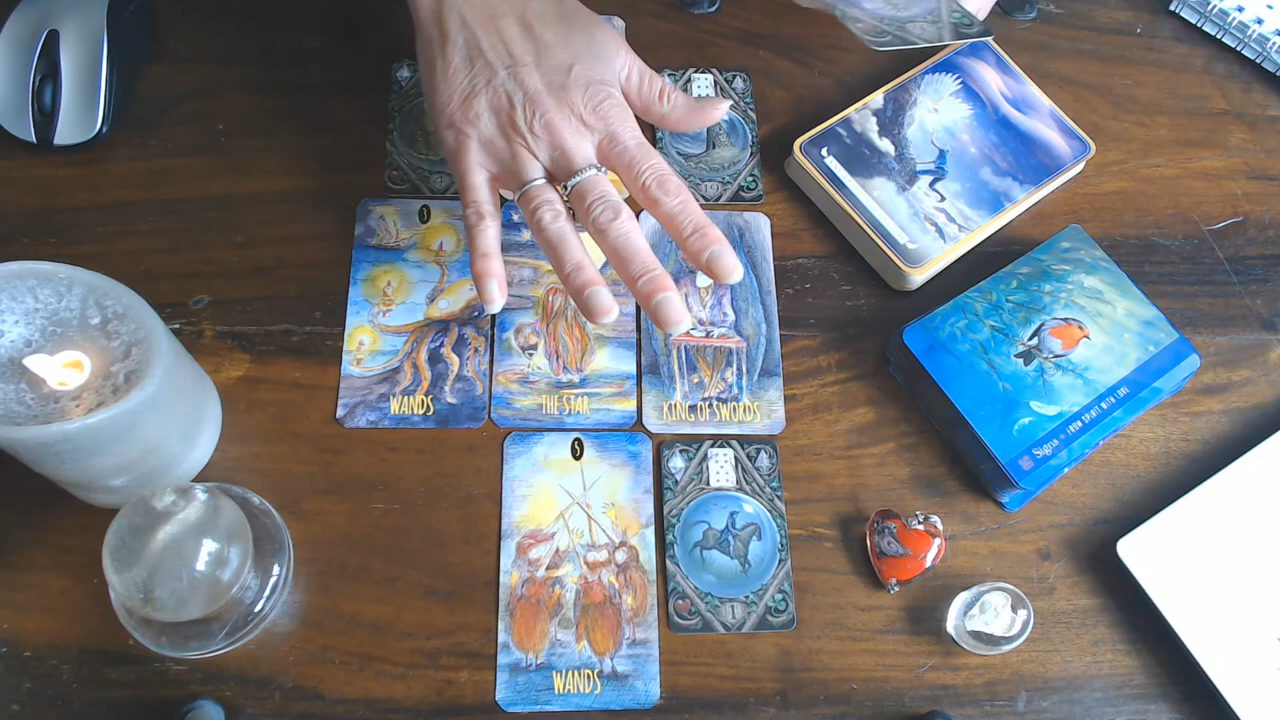 19
3
WANDS
THE STAR
KING OF SWORDS
Signs FROM SPIRIT WITH LOVE
5
WANDS
1